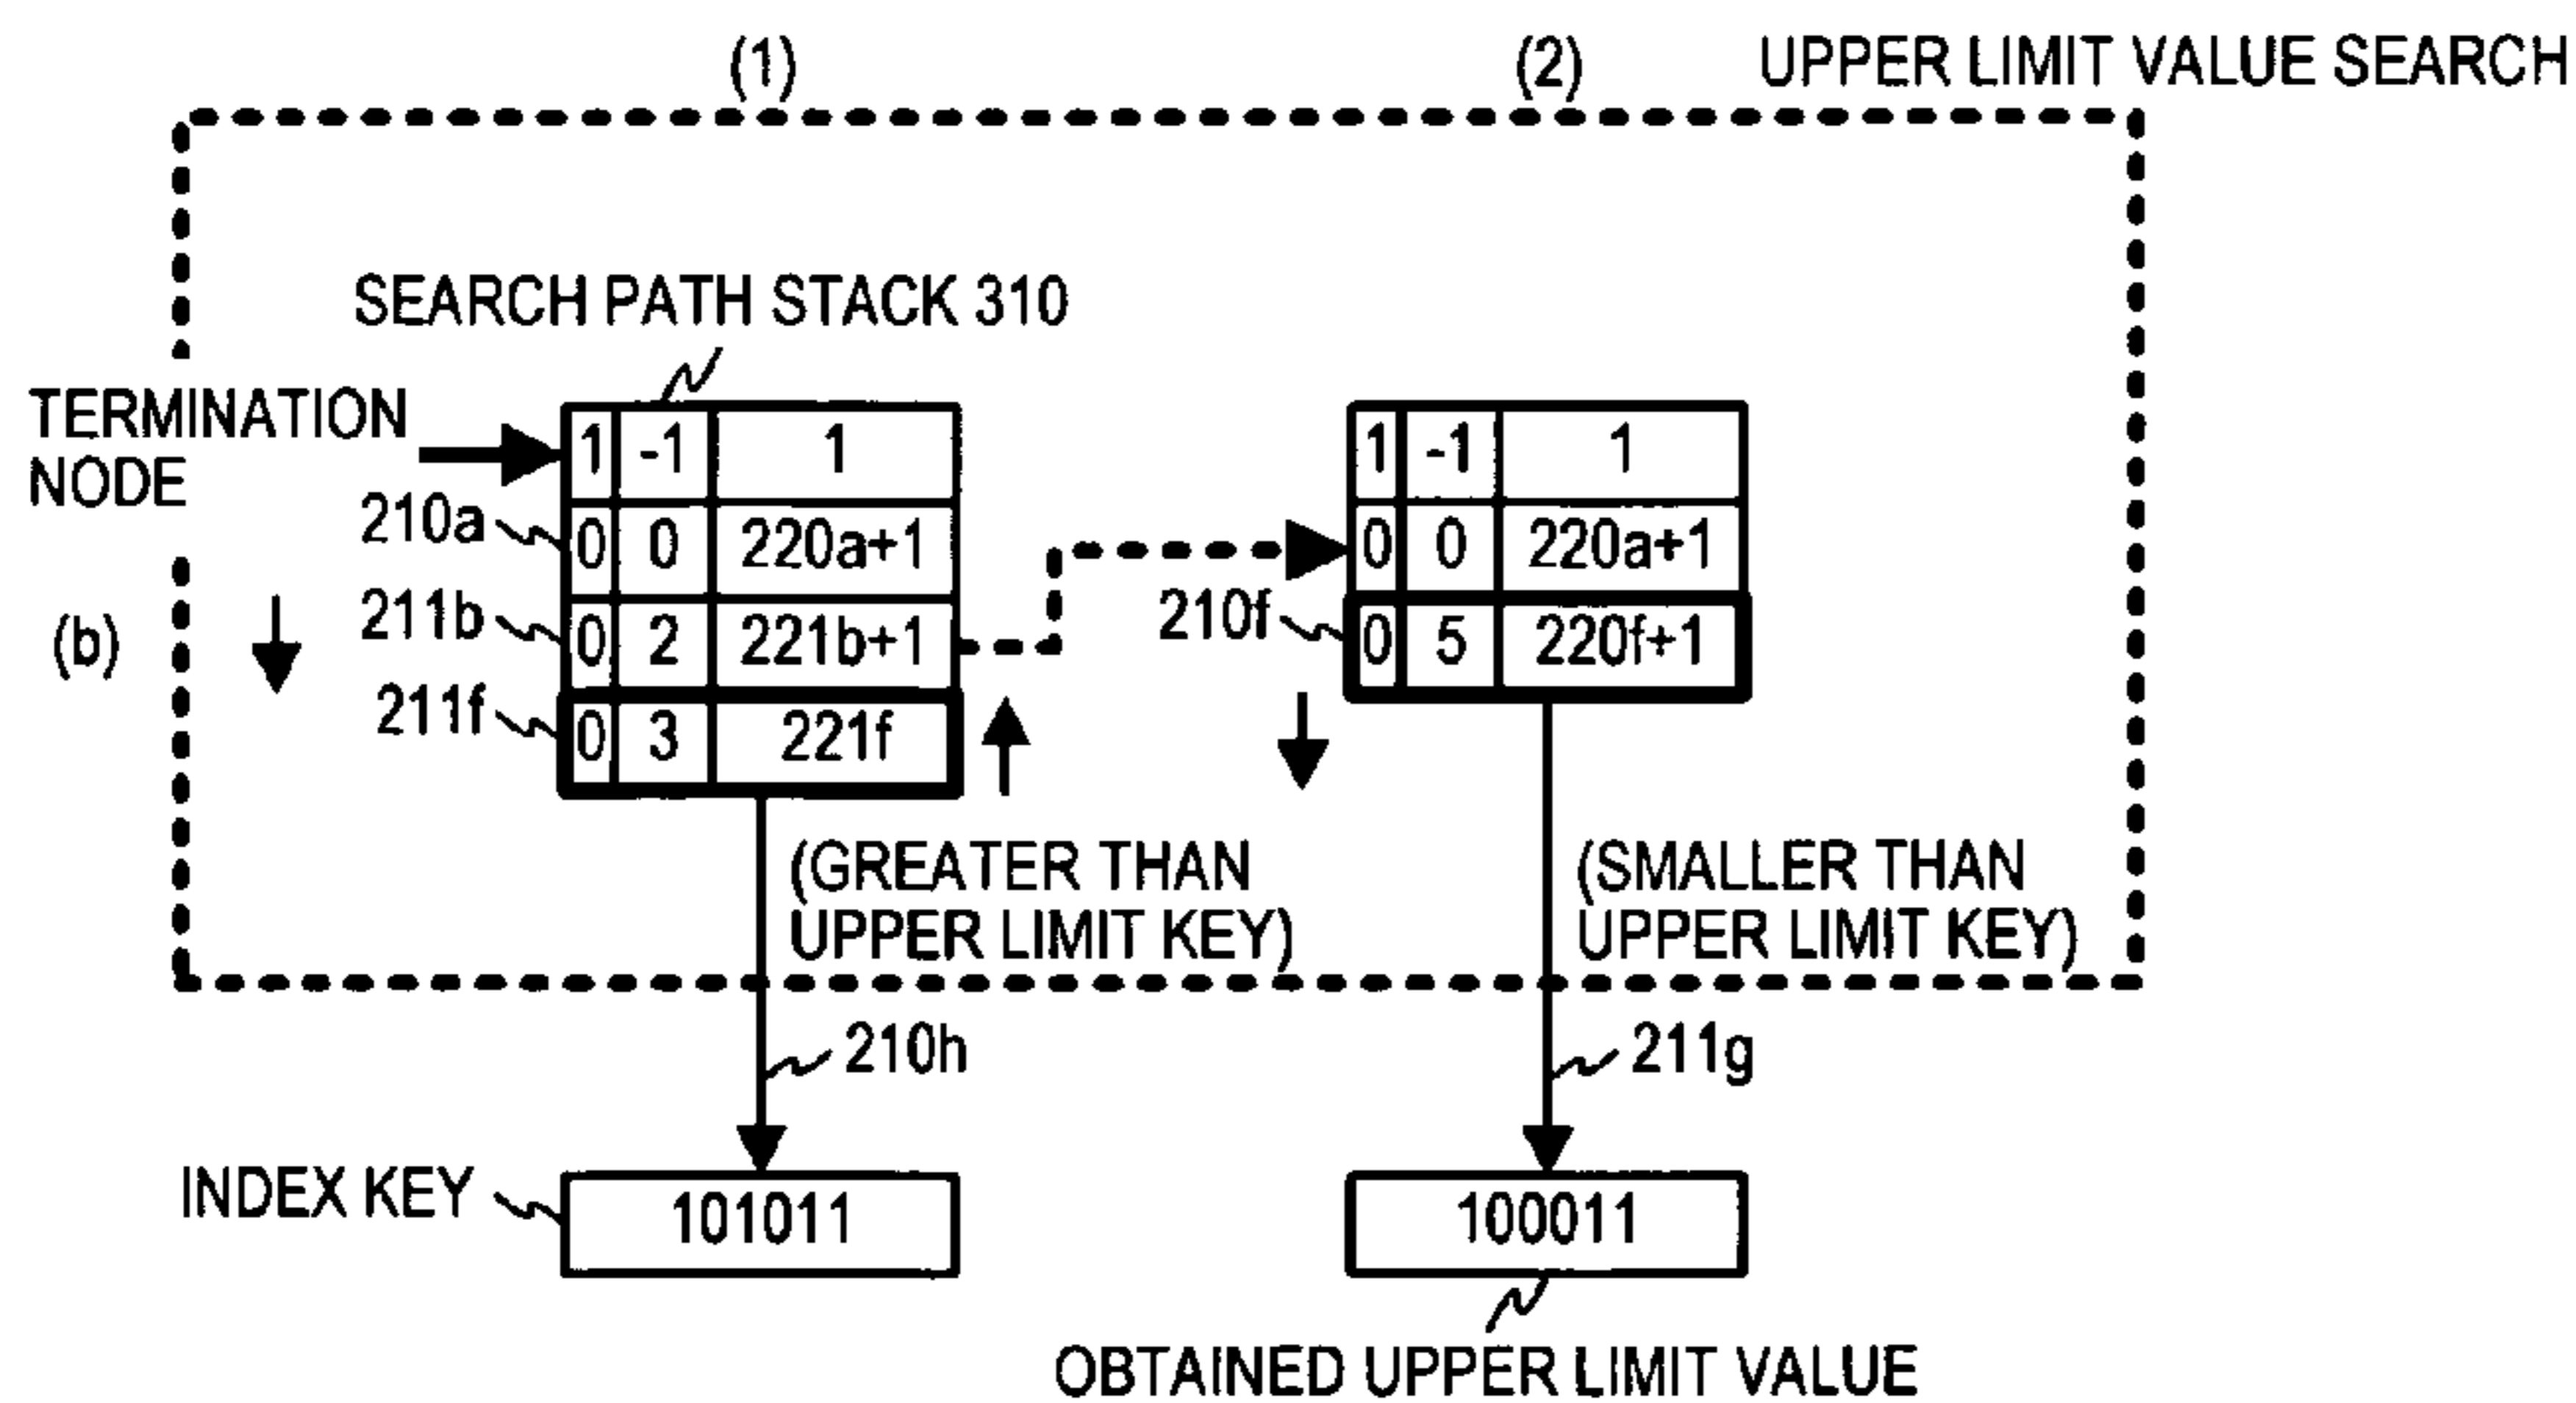 (1)
(2)
UPPER LIMIT VALUE SEARCH
SEARCH PATH STACK 310
TERMINATION
NODE
1 -1 1
210a 0 0 220a+1
211b 0 2 221b+1
211f 0 3 221f
(b)
1 -1 1
0 0 220a+1
210f 0 5 220f+1
(GREATER THAN
UPPER LIMIT KEY)
(SMALLER THAN
UPPER LIMIT KEY)
210h
211g
INDEX KEY
101011
100011
OBTAINED UPPER LIMIT VALUE